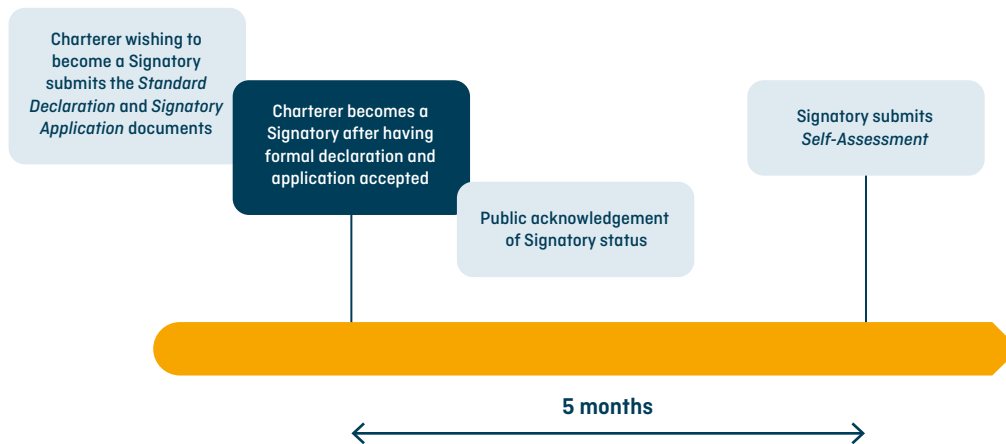 Charterer wishing to
become a Signatory
submits the Standard
Declaration and Signatory
Application documents
Charterer becomes a
Signatory after having
formal declaration and
application accepted
Public acknowledgement
of Signatory status
Signatory submits
Self-Assessment
5 months